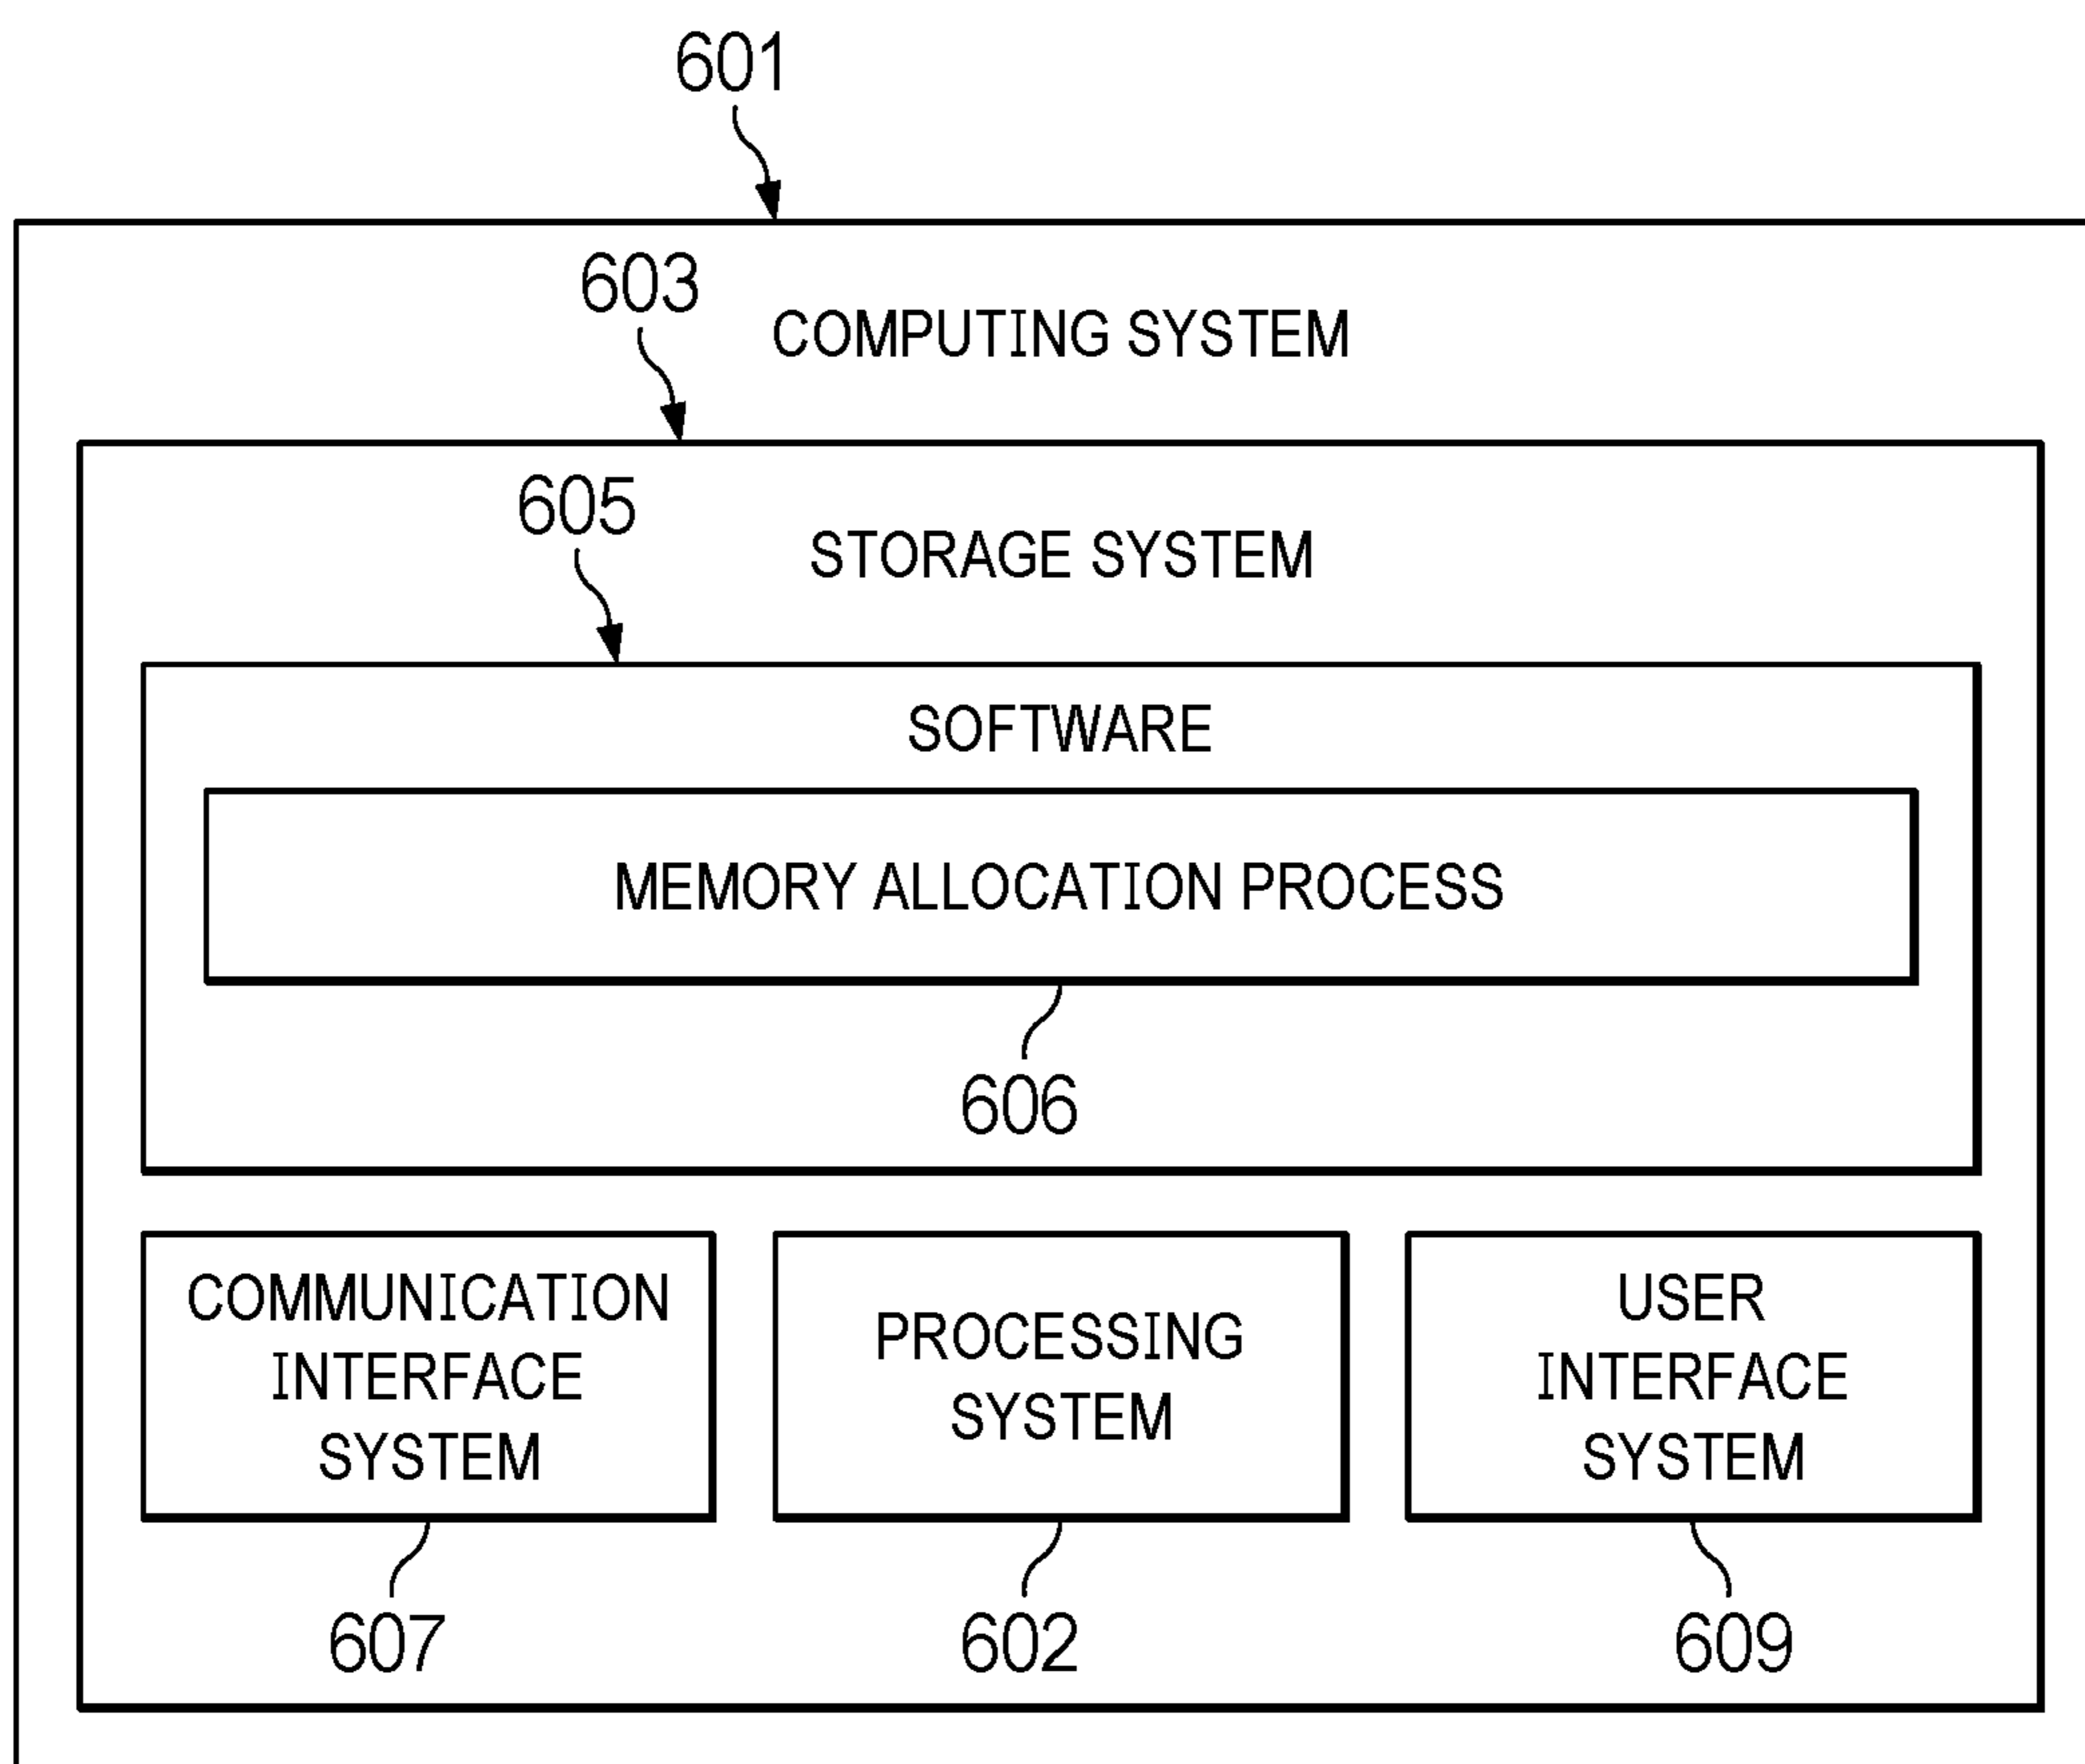 601
603
COMPUTING SYSTEM
605
STORAGE SYSTEM
SOFTWARE
MEMORY ALLOCATION PROCESS
606
COMMUNICATION
INTERFACE
SYSTEM
PROCESSING
SYSTEM
USER
INTERFACE
SYSTEM
607
602
609